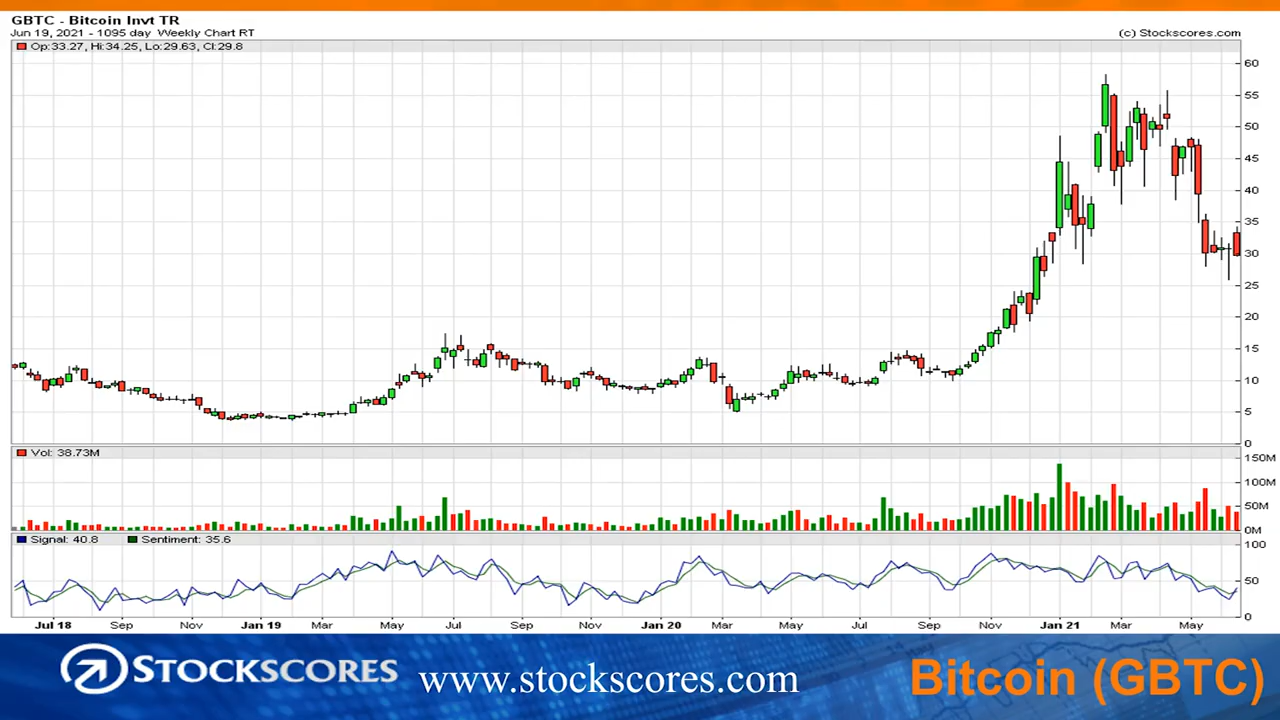 GBTC - Bitcoin Invt TR
Jun 19, 2021 - 1095 day Weekly Chart RT
(c) Stockscores.com
Op:33.27, Hi:34.25, Lo:29.63, Cl:29.8
60
55
50
45
40
35
30
25
20
15
10
5
0
Vol: 38.73M
150M
100M
50M
0M
Signal: 40.8 Sentiment: 35.6
100
50
0
Jul 18 Sep Nov Jan 19 Mar May Jul Sep Nov Jan 20 Mar May Jul Sep Nov Jan 21 Mar May
STOCKSCORES www.stockscores.com Bitcoin (GBTC)